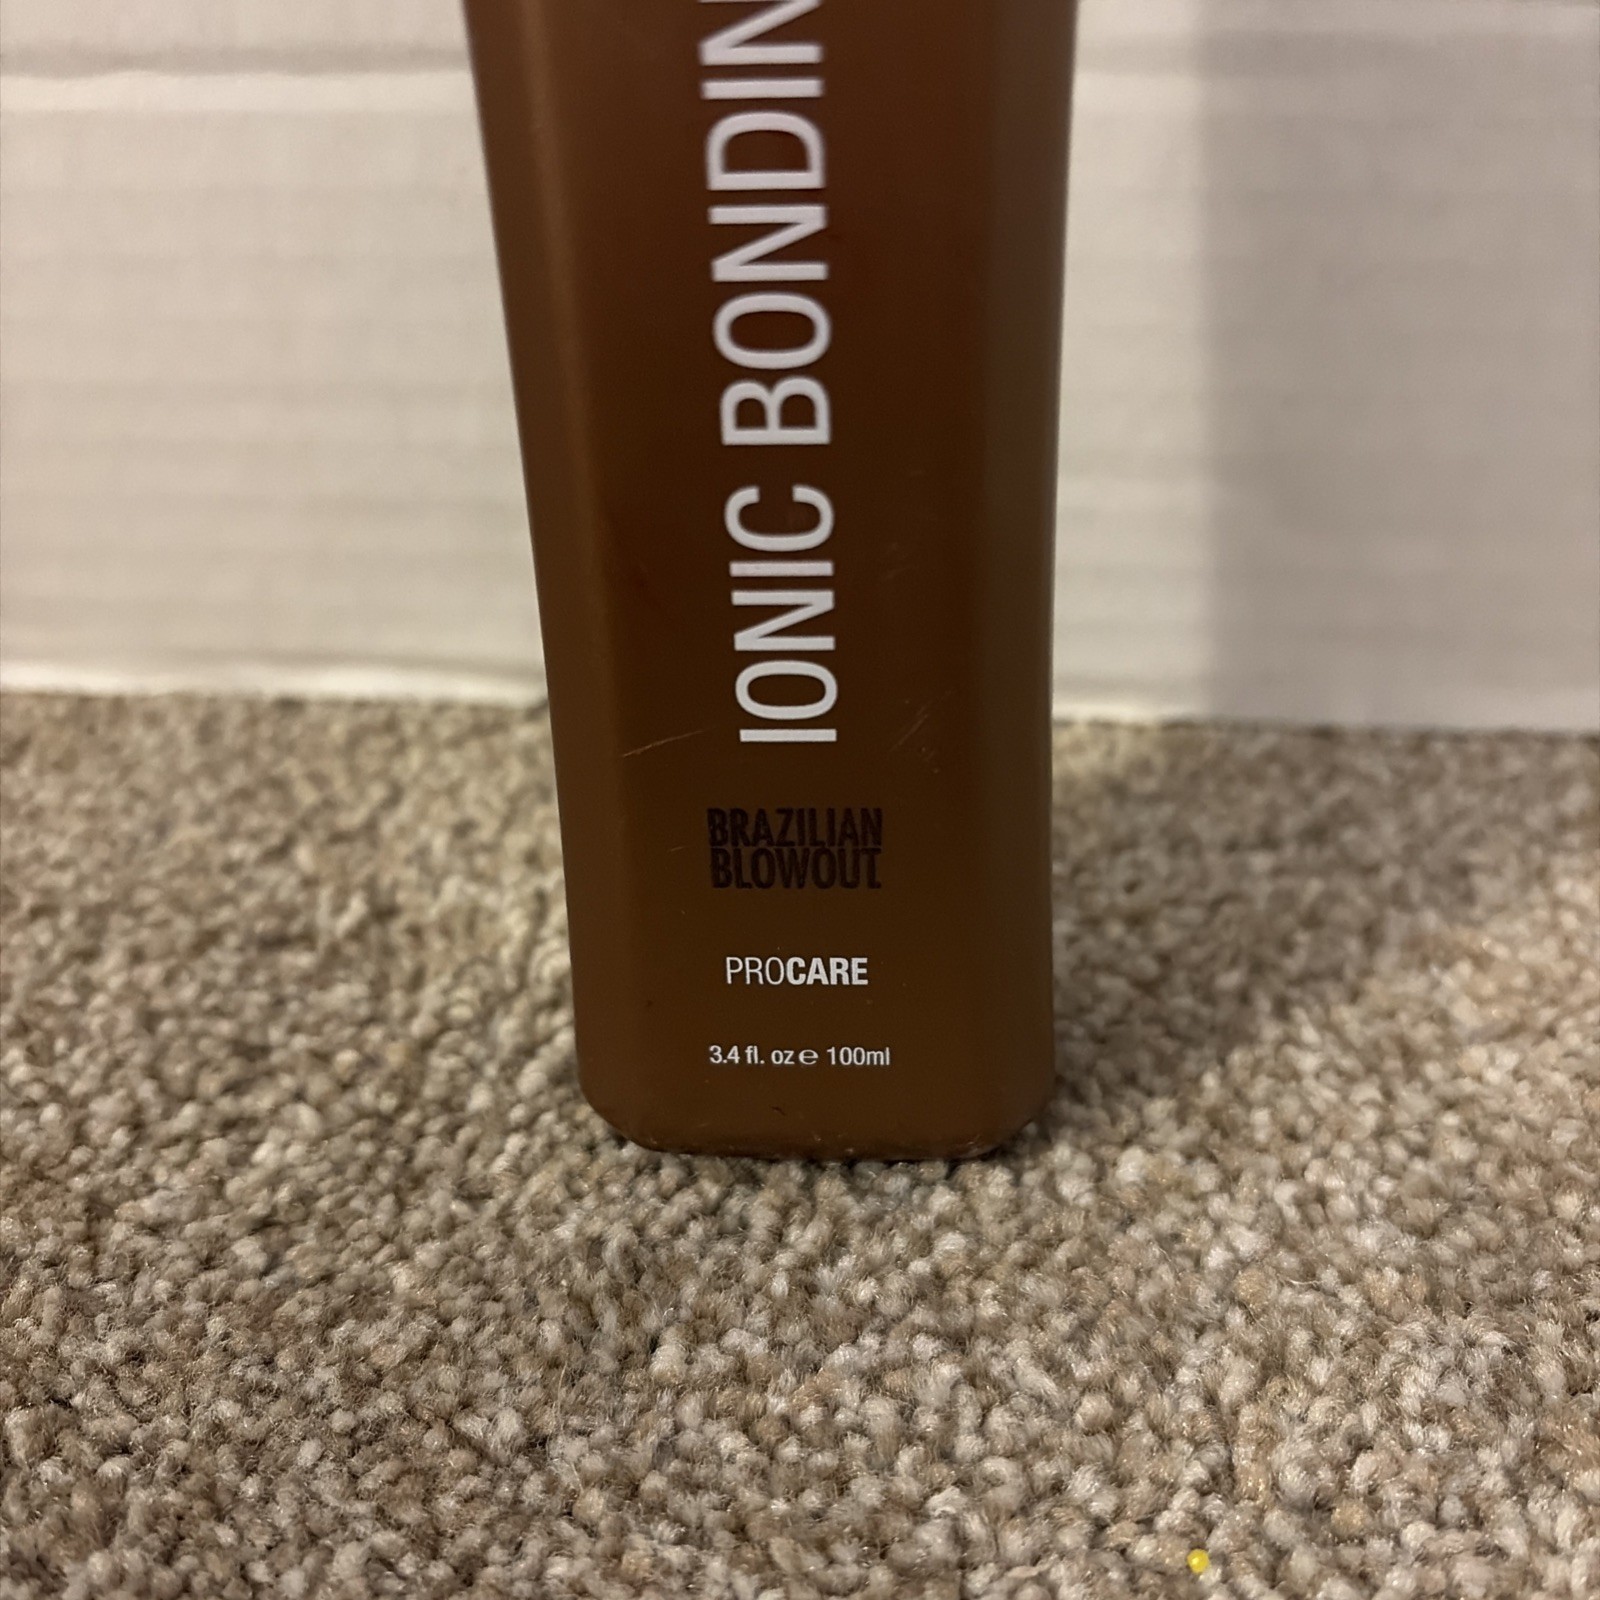 IONIC BONDIN
BRAZILIAN
BLOWOUT
PROCARE
3.4 fl. oz e 100ml